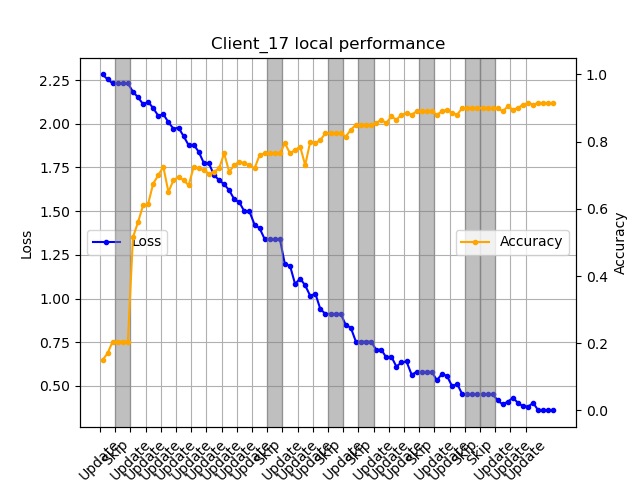 Client_17 local performance
2.25
2.00
1.75
1.50
1.25
1.00
0.75
0.50
Loss
1.0
0.8
0.6
0.4
0.2
0.0
Accuracy
Loss
Accuracy
Update
Skip
Update
Update
Update
Update
Update
Update
Update
Update
Update
Skip
Update
Update
Update
Skip
Update
Skip
Update
Update
Update
Skip
Update
Update
Skip
Skip
Update
Update
Update